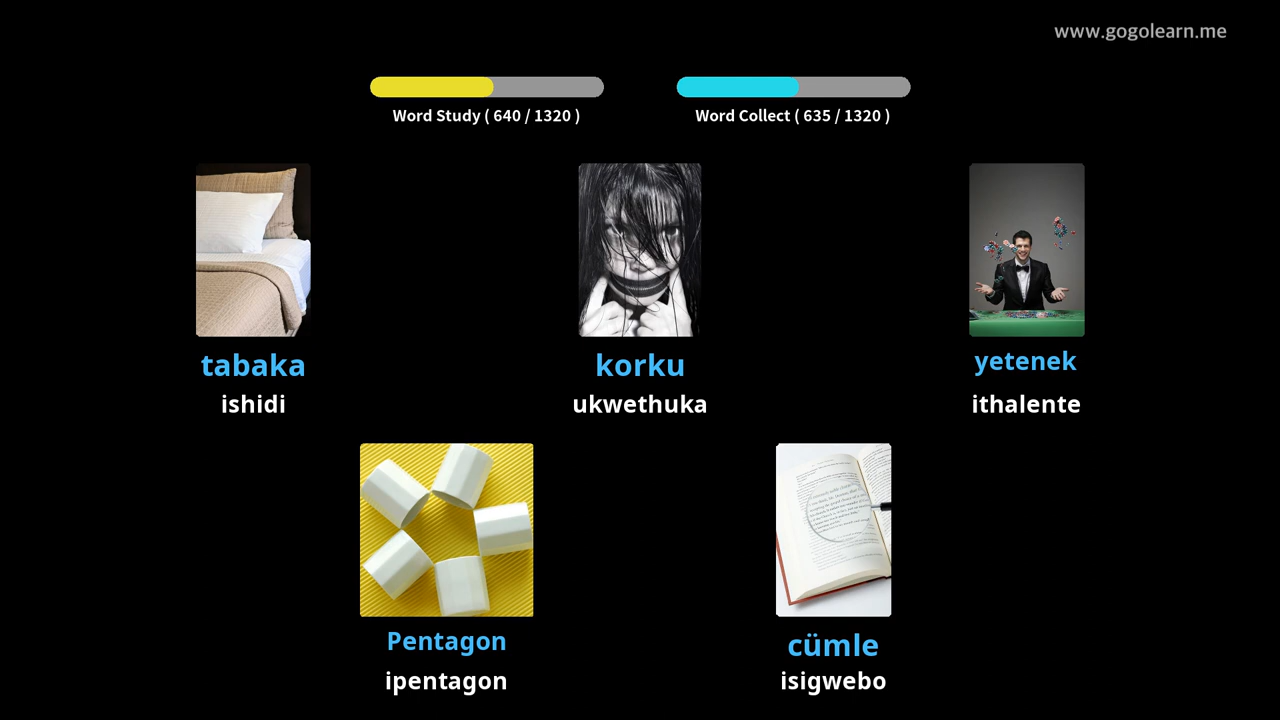 www.gogolearn.me
Word Study ( 640 / 1320 )
Word Collect ( 635 / 1320 )
tabaka
ishidi
korku
ukwethuka
yetenek
ithalente
Pentagon
ipentagon
cümle
isigwebo